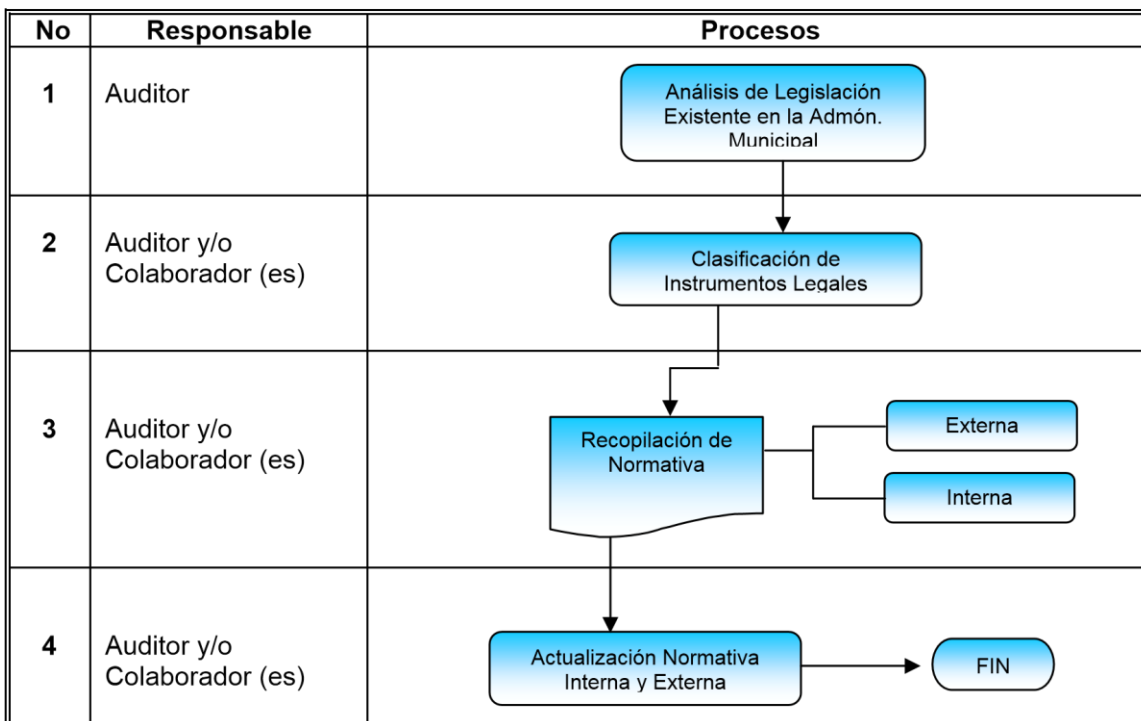 No Responsable Procesos
1 Auditor
Análisis de Legislación
Existente en la Admón.
Municipal
2 Auditor y/o
Colaborador (es)
Clasificación de
Instrumentos Legales
3 Auditor y/o
Colaborador (es)
Recopilación de
Normativa
Externa
Interna
4 Auditor y/o
Colaborador (es)
Actualización Normativa
Interna y Externa
FIN